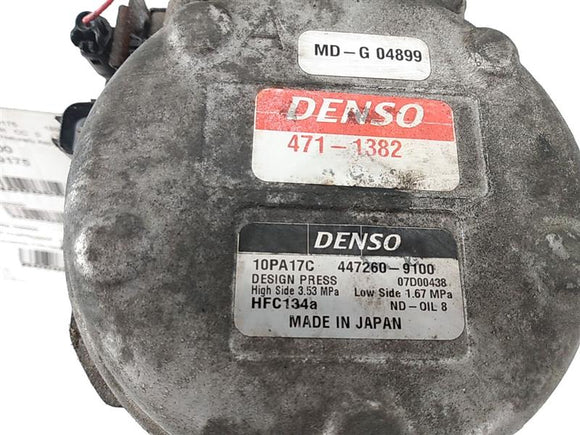 MD-G 04899
DENSO
471-1382
DENSO
10PA17C 447260-9100
DESIGN PRESS 07D00438
High Side 3.53 MPa Low Side 1.67 MPa
HFC134a ND-OIL 8
MADE IN JAPAN